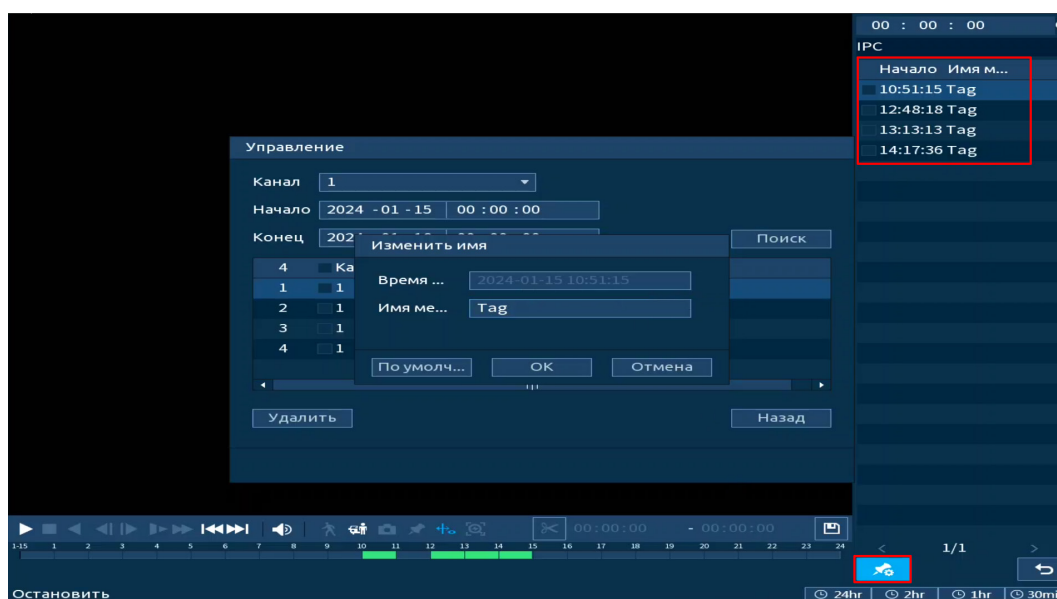 00 : 00 : 00
IPC
Начало Имя м...
10:51:15 Tag
12:48:18 Tag
13:13:13 Tag
14:17:36 Tag
Управление
Канал 1
Начало 2024 - 01 - 15 00 : 00 : 00
Конец 202
Поиск
Изменить имя
4 Ка
Время ... 2024-01-15 10:51:15
1 1
2 1
Имя ме... Tag
3 1
4 1
По умолч... OK Отмена
Удалить Назад
00:00:00 - 00:00:00
1-15 1 2 3 4 5 6 7 8 9 10 11 12 13 14 15 16 17 18 19 20 21 22 23 24
< 1/1 >
Остановить
24hr 2hr 1hr 30mi